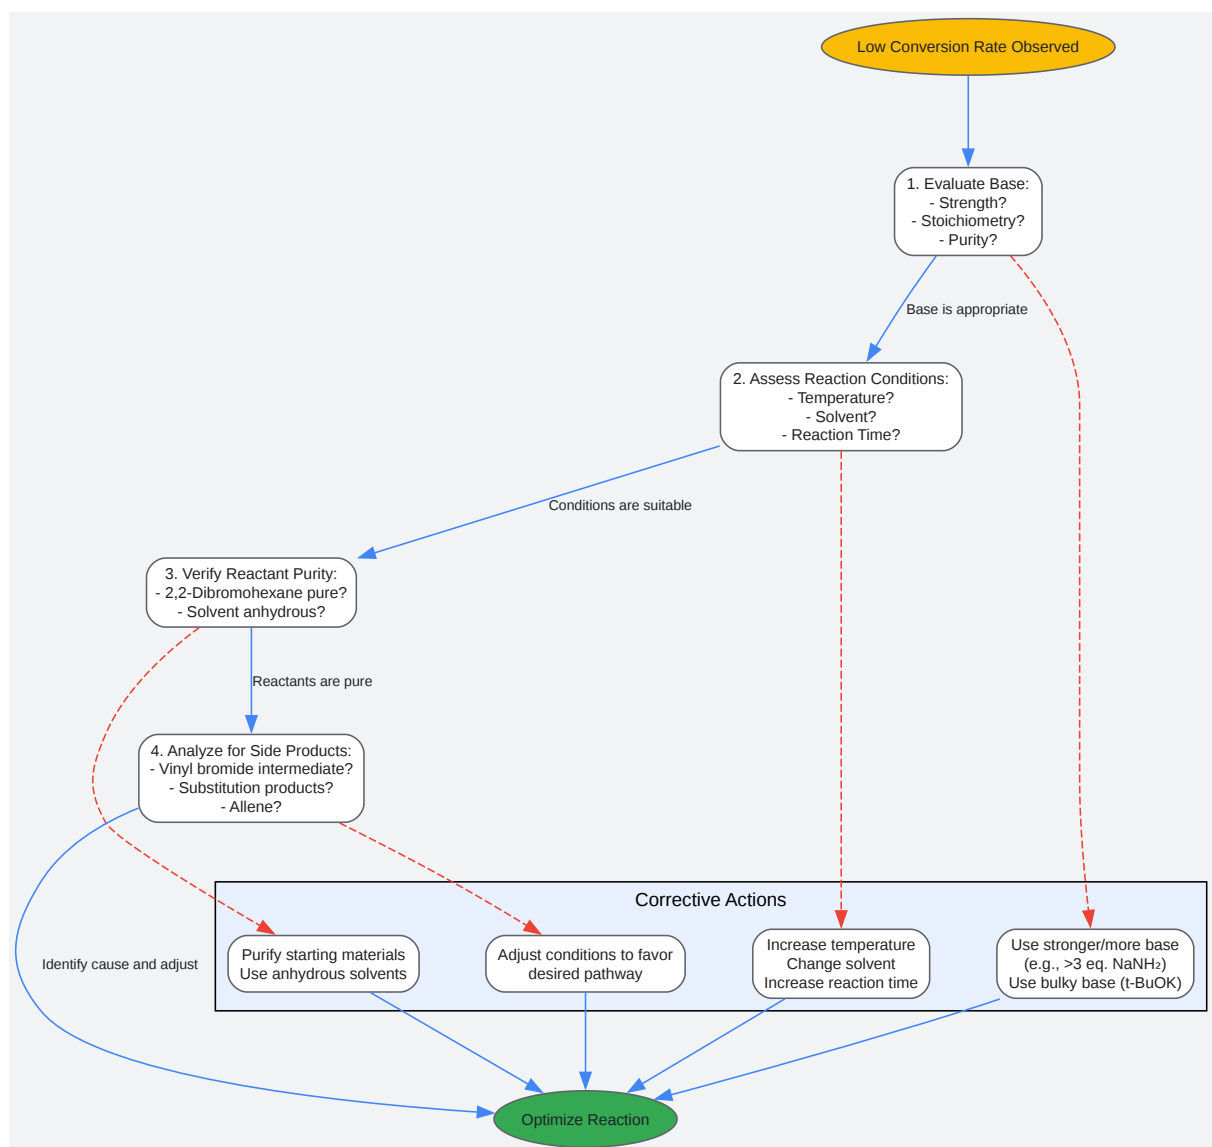 Low Conversion Rate Observed
1. Evaluate Base:
- Strength?
- Stoichiometry?
- Purity?
Base is appropriate
2. Assess Reaction Conditions:
- Temperature?
- Solvent?
- Reaction Time?
Conditions are suitable
3. Verify Reactant Purity:
- 2,2-Dibromohexane pure?
- Solvent anhydrous?
Reactants are pure
4. Analyze for Side Products:
- Vinyl bromide intermediate?
- Substitution products?
- Allene?
Identify cause and adjust
Corrective Actions
Purify starting materials
Use anhydrous solvents
Adjust conditions to favor
desired pathway
Increase temperature
Change solvent
Increase reaction time
Use stronger/more base
(e.g., >3 eq. NaNH₂)
Use bulky base (t-BuOK)
Optimize Reaction